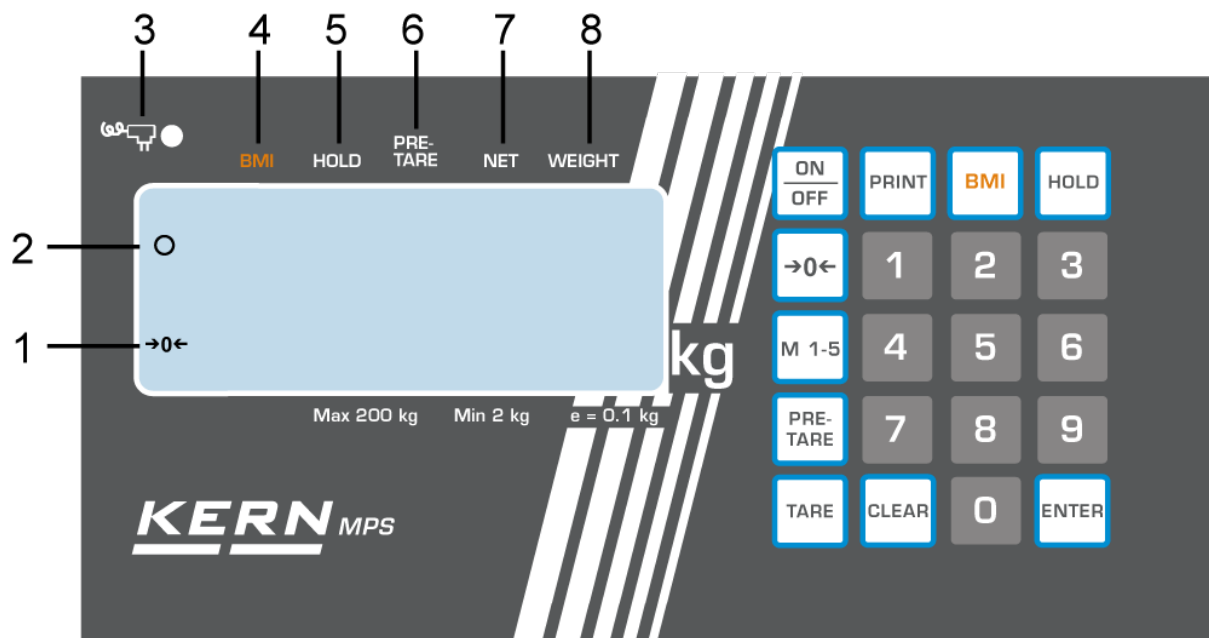 3 4 5 6 7 8
BMI HOLD PRE-TARE NET WEIGHT
2
1 →0←
kg
Max 200 kg Min 2 kg e = 0.1 kg
KERN MPS
ON OFF PRINT BMI HOLD
→0← 1 2 3
M 1-5 4 5 6
PRE-TARE 7 8 9
TARE CLEAR 0 ENTER